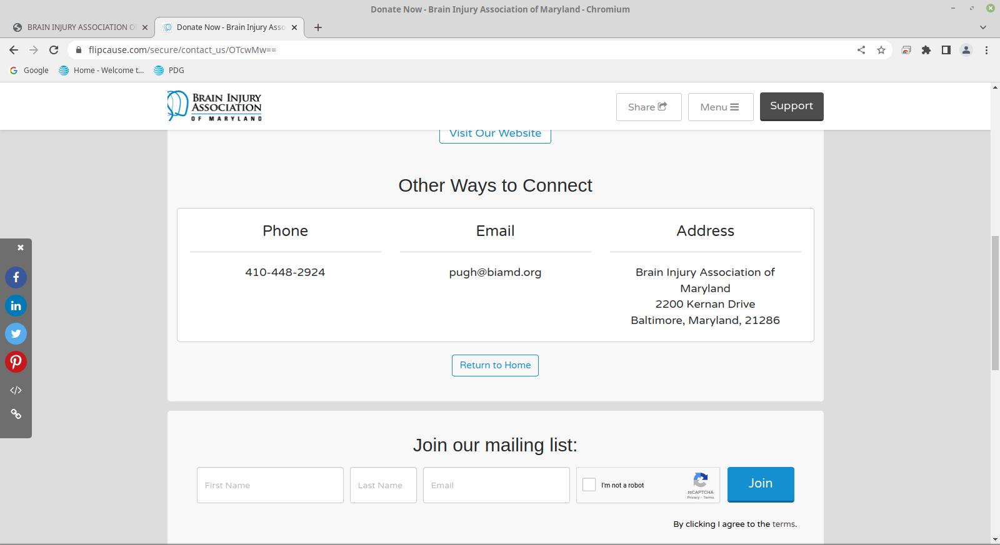 Donate Now - Brain Injury Association of Maryland - Chromium
BRAIN INJURY ASSOCIATION O
Donate Now - Brain Injury Asso
flipcause.com/secure/contact_us/OTcwMw==
Google
Home - Welcome t...
PDG
BRAIN INJURY
ASSOCIATION
OF MARYLAND
Share
Menu
Support
Visit Our Website
Other Ways to Connect
Phone
Email
Address
410-448-2924
pugh@biamd.org
Brain Injury Association of
Maryland
2200 Kernan Drive
Baltimore, Maryland, 21286
Return to Home
Join our mailing list:
First Name
Last Name
Email
I'm not a robot
reCAPTCHA
Privacy - Terms
Join
By clicking I agree to the terms.